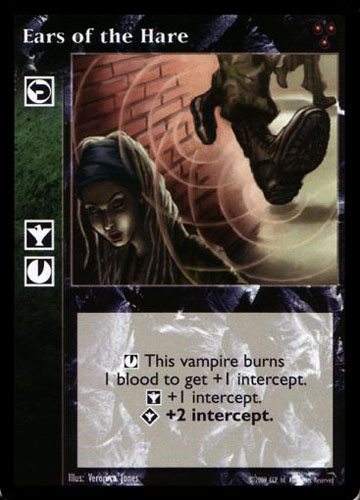 Ears of the Hare
This vampire burns
1 blood to get +1 intercept.
+1 intercept.
+2 intercept.
Illus: Veronica Jones
Reserved